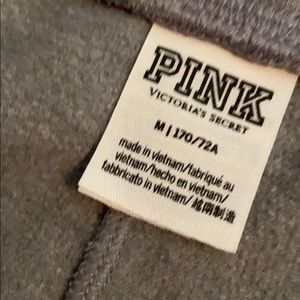 PINK
VICTORIA'S SECRET
M | 170/72A
made in vietnam/fabriqué au
vietnam/hecho en vietnam/
fabbricato in vietnam/ 越南制造